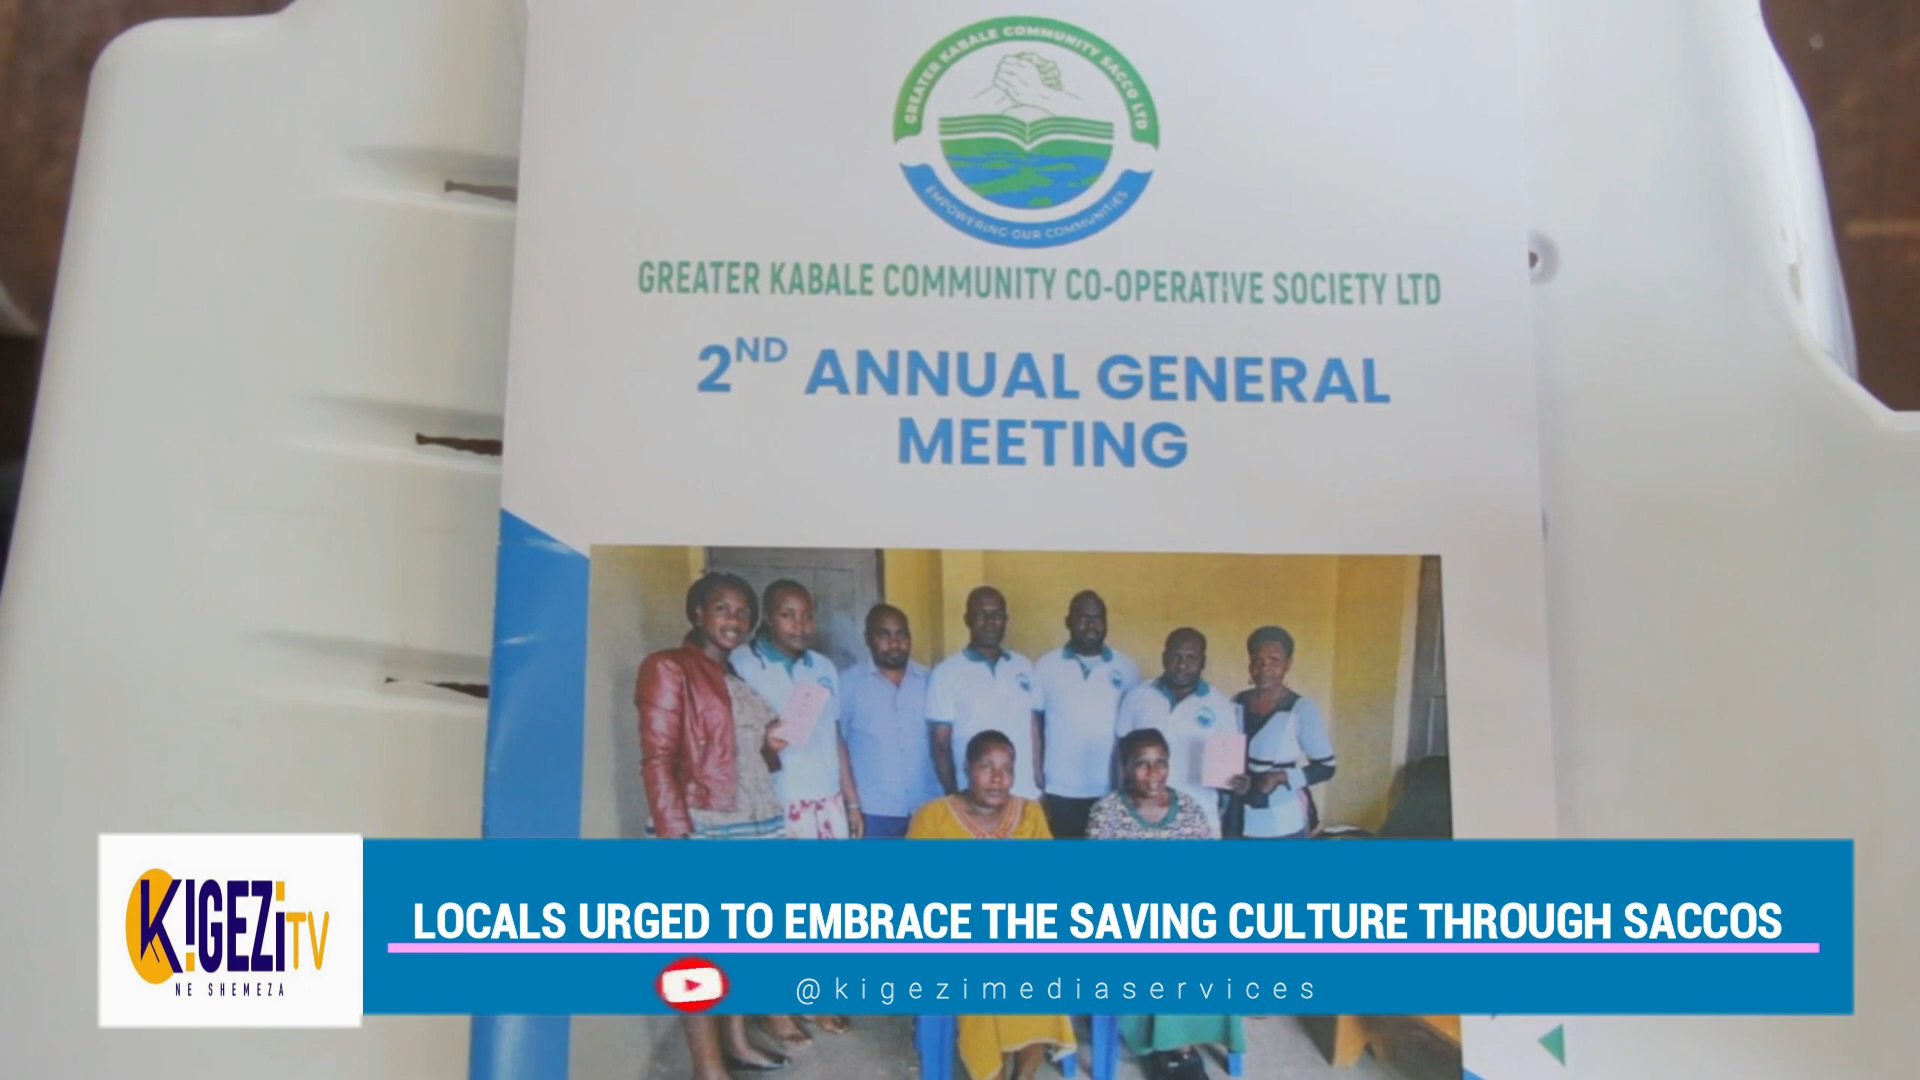 GREATER KABALE COMMUNITY SACCO LTD
EMPOWERING OUR COMMUNITIES
GREATER KABALE COMMUNITY CO-OPERATIVE SOCIETY LTD
2ND ANNUAL GENERAL
MEETING
K!GEZi TV
NE SHEMEZA
LOCALS URGED TO EMBRACE THE SAVING CULTURE THROUGH SACCOS
@kigezimediaservices